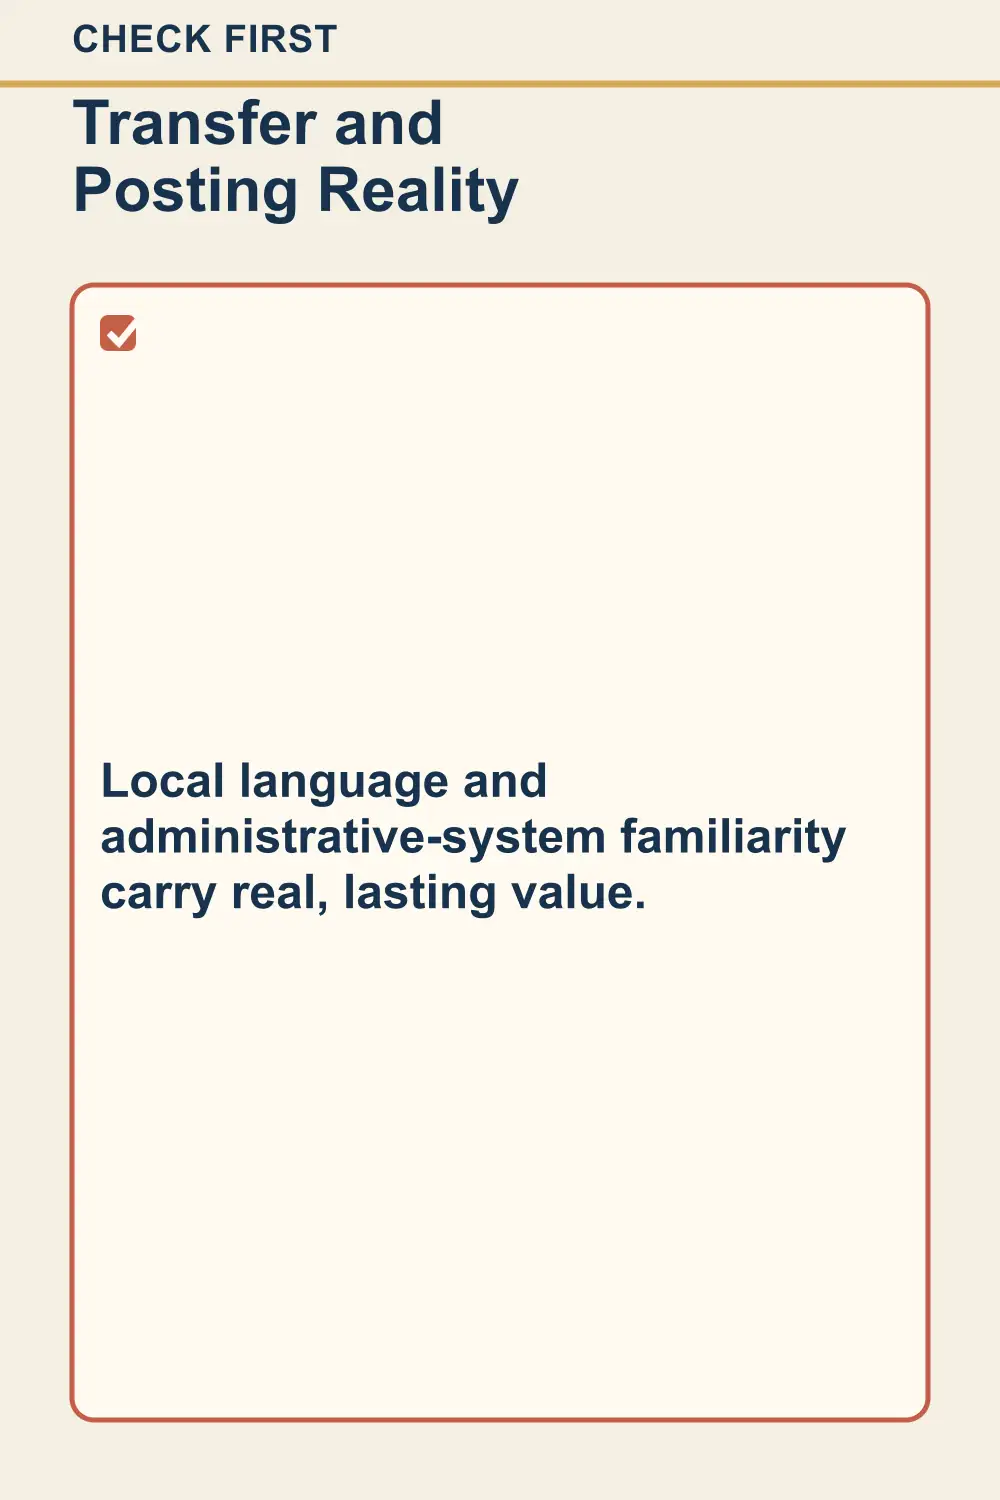 CHECK FIRST
Transfer and
Posting Reality
Local language and
administrative-system familiarity
carry real, lasting value.